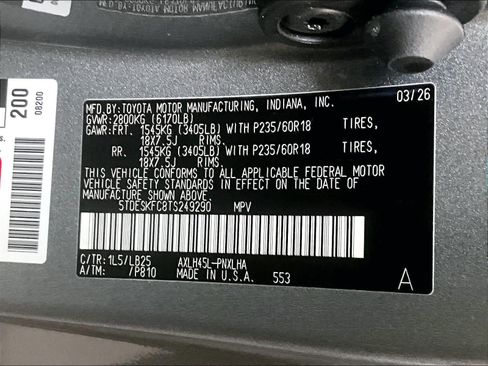 200
08200
03/26
MFD.BY:TOYOTA MOTOR MANUFACTURING, INDIANA, INC.
GVWR:2800KG (6170LB)
GAWR:FRT. 1545KG (3405LB) WITH P235/60R18 TIRES,
18X7.5J RIMS.
RR. 1545KG (3405LB) WITH P235/60R18 TIRES,
18X7.5J RIMS.
THIS VEHICLE CONFORMS TO ALL APPLICABLE FEDERAL MOTOR
VEHICLE SAFETY STANDARDS IN EFFECT ON THE DATE OF
MANUFACTURE SHOWN ABOVE.
5TDESKFC8TS249290 MPV
C/TR:1L5/LB25 AXLH45L-PNXLHA
A/TM: /P810 MADE IN U.S.A. 553
A